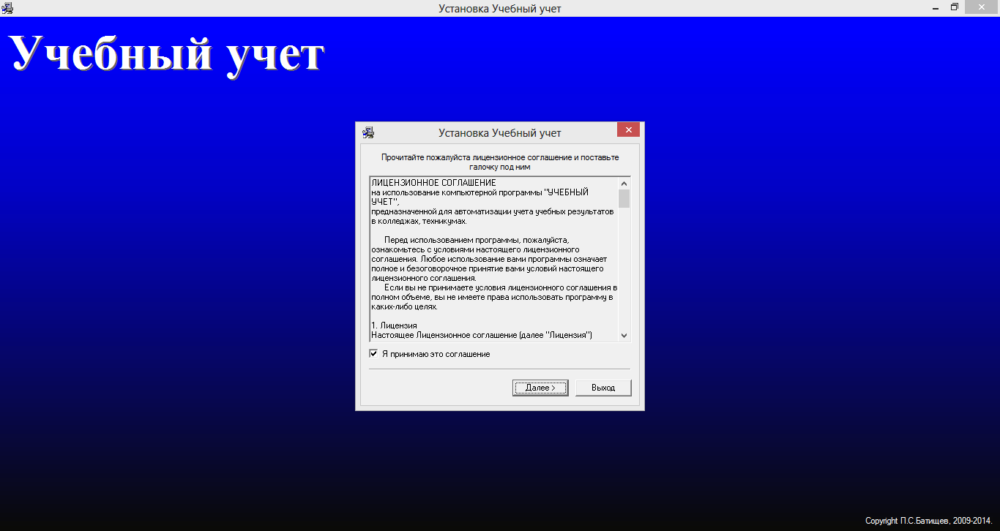 Установка Учебный учет
Учебный учет
Установка Учебный учет
Прочитайте пожалуйста лицензионное соглашение и поставьте
галочку под ним
ЛИЦЕНЗИОННОЕ СОГЛАШЕНИЕ
на использование компьютерной программы "УЧЕБНЫЙ
УЧЕТ",
предназначенной для автоматизации учета учебных результатов
в колледжах, техникумах.
Перед использованием программы, пожалуйста,
ознакомьтесь с условиями настоящего лицензионного
соглашения. Любое использование вами программы означает
полное и безоговорочное принятие вами условий настоящего
лицензионного соглашения.
Если вы не принимаете условия лицензионного соглашения в
полном объеме, вы не имеете права использовать программу в
каких-либо целях.
1. Лицензия
Настоящее Лицензионное соглашение (далее "Лицензия")
Я принимаю это соглашение
Далее >
Выход
Copyright П.С.Батищев, 2009-2014.